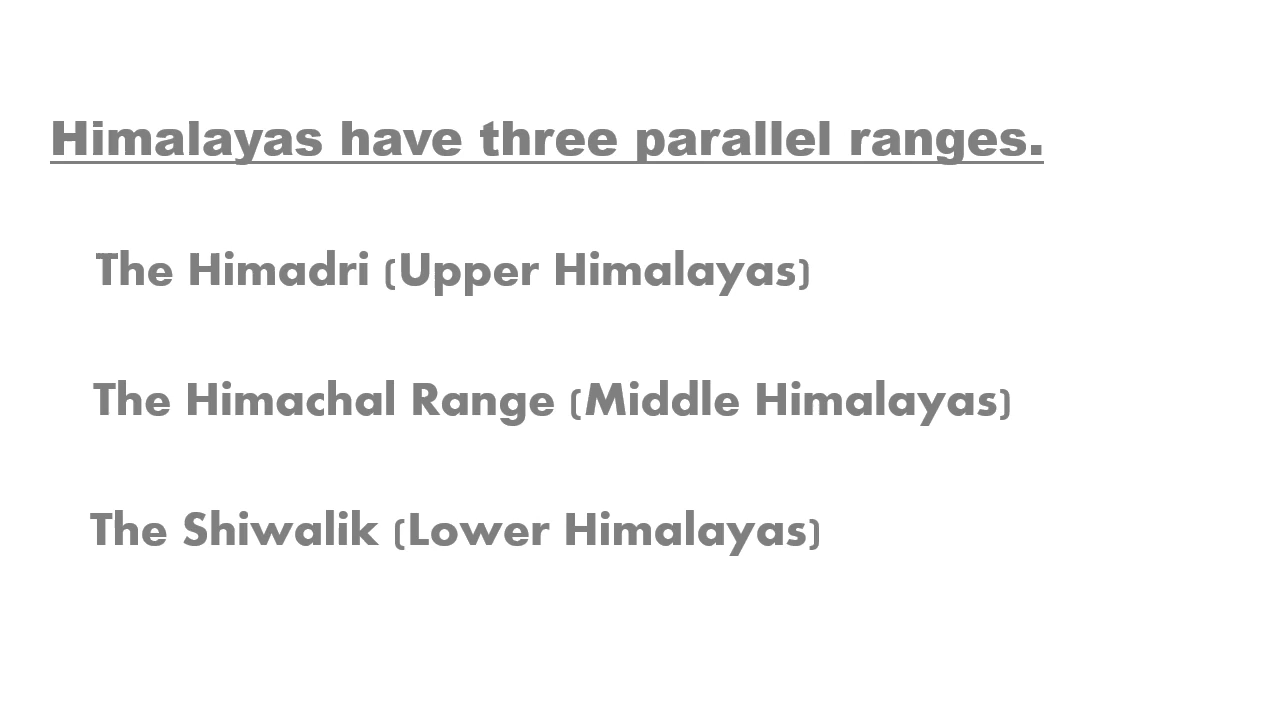 Himalayas have three parallel ranges.
The Himadri (Upper Himalayas)
The Himachal Range (Middle Himalayas)
The Shiwalik (Lower Himalayas)